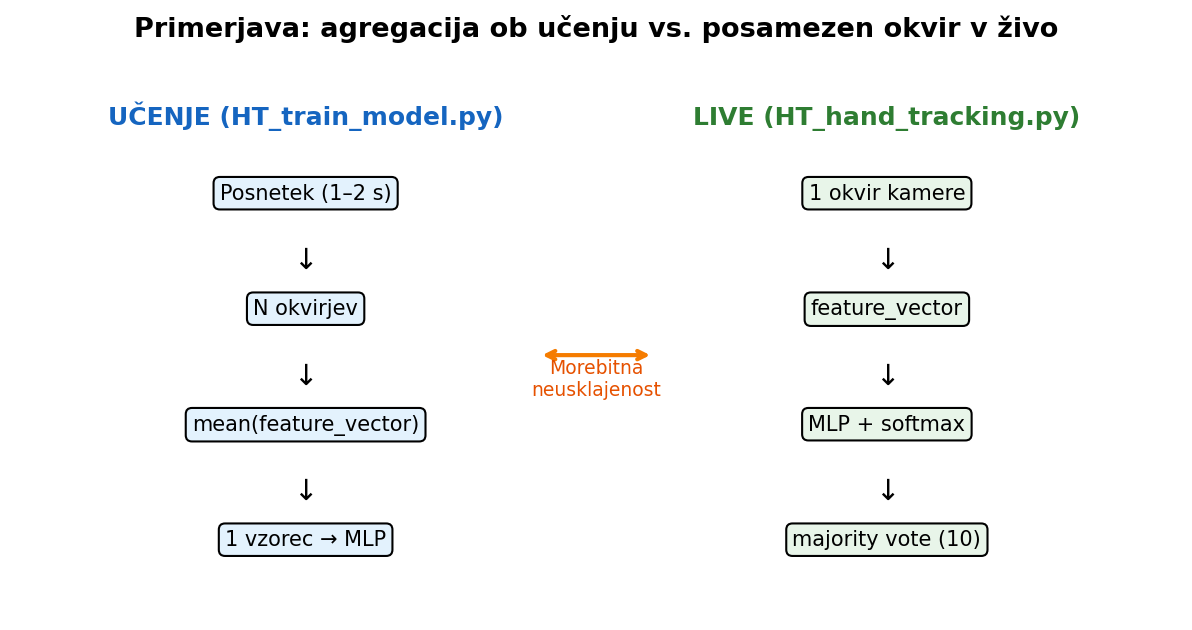 Primerjava: agregacija ob učenju vs. posamezen okvir v živo
UČENJE (HT_train_model.py)
Posnetek (1–2 s)
↓
N okvirjev
↓
mean(feature_vector)
↓
1 vzorec → MLP
Morebitna
neusklajenost
LIVE (HT_hand_tracking.py)
1 okvir kamere
↓
feature_vector
↓
MLP + softmax
↓
majority vote (10)